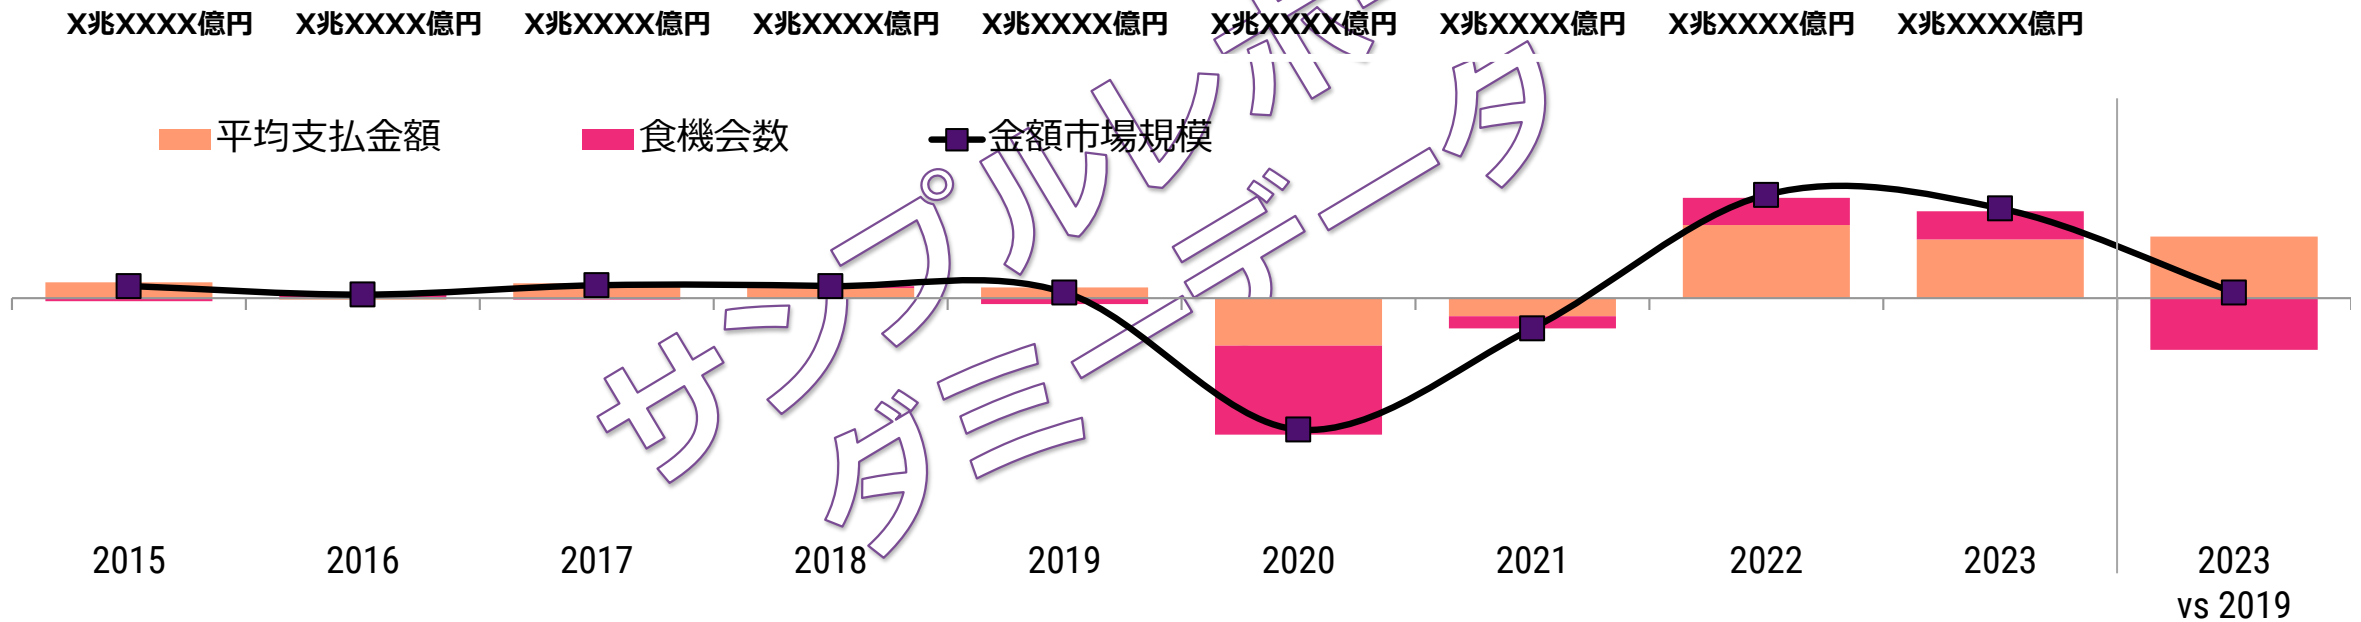 X兆XXXX億円 X兆XXXX億円 X兆XXXX億円 X兆XXXX億円 X兆XXXX億円 X兆XXXX億円 X兆XXXX億円 X兆XXXX億円 X兆XXXX億円
平均支払金額 食機会数 金額市場規模
サンプルレポ
ダミーデータ
2015 2016 2017 2018 2019 2020 2021 2022 2023 2023
vs 2019